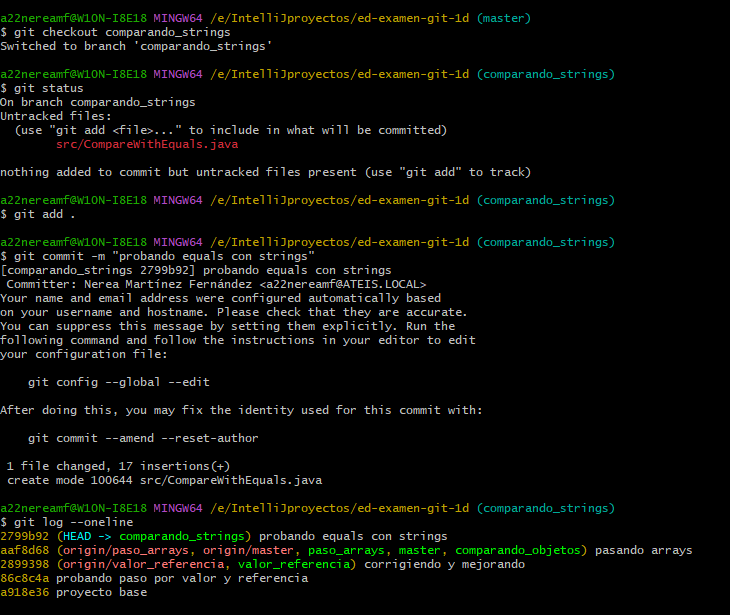 a22nereamf@W10N-I8E18 MINGW64 /e/IntelliJproyectos/ed-examen-git-1d (master)
$ git checkout comparando_strings
Switched to branch 'comparando_strings'
a22nereamf@W10N-I8E18 MINGW64 /e/IntelliJproyectos/ed-examen-git-1d (comparando_strings)
$ git status
On branch comparando_strings
Untracked files:
  (use "git add <file>..." to include in what will be committed)
        src/CompareWithEquals.java
nothing added to commit but untracked files present (use "git add" to track)
a22nereamf@W10N-I8E18 MINGW64 /e/IntelliJproyectos/ed-examen-git-1d (comparando_strings)
$ git add .
a22nereamf@W10N-I8E18 MINGW64 /e/IntelliJproyectos/ed-examen-git-1d (comparando_strings)
$ git commit -m "probando equals con strings"
[comparando_strings 2799b92] probando equals con strings
 Committer: Nerea Martínez Fernández <a22nereamf@ATEIS.LOCAL>
Your name and email address were configured automatically based
on your username and hostname. Please check that they are accurate.
You can suppress this message by setting them explicitly. Run the
following command and follow the instructions in your editor to edit
your configuration file:
    git config --global --edit
After doing this, you may fix the identity used for this commit with:
    git commit --amend --reset-author
 1 file changed, 17 insertions(+)
 create mode 100644 src/CompareWithEquals.java
a22nereamf@W10N-I8E18 MINGW64 /e/IntelliJproyectos/ed-examen-git-1d (comparando_strings)
$ git log --oneline
2799b92 (HEAD -> comparando_strings) probando equals con strings
aaf8d68 (origin/paso_arrays, origin/master, paso_arrays, master, comparando_objetos) pasando arrays
2899398 (origin/valor_referencia, valor_referencia) corrigiendo y mejorando
86c8c4a probando paso por valor y referencia
a918e36 proyecto base